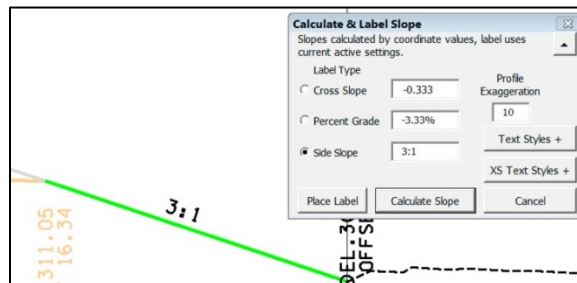 Calculate & Label Slope
Slopes calculated by coordinate values, label uses
current active settings.
Label Type
Cross Slope
-0.333
Profile
Exaggeration
10
Percent Grade
-3.33%
Text Styles +
Side Slope
3:1
XS Text Styles +
Place Label
Calculate Slope
Cancel
3:1
311.05
16.34